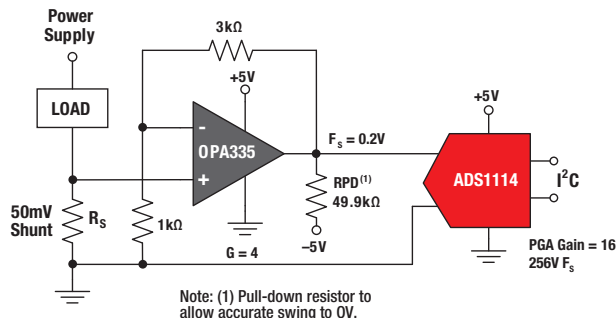 Power
Supply
LOAD
3kΩ
+5V
-
OPA335
+
50mV
Shunt
RS
1kΩ
G = 4
FS = 0.2V
RPD(1)
49.9kΩ
–5V
+5V
ADS1114
I2C
PGA Gain = 16
256V FS
Note: (1) Pull-down resistor to
allow accurate swing to 0V.